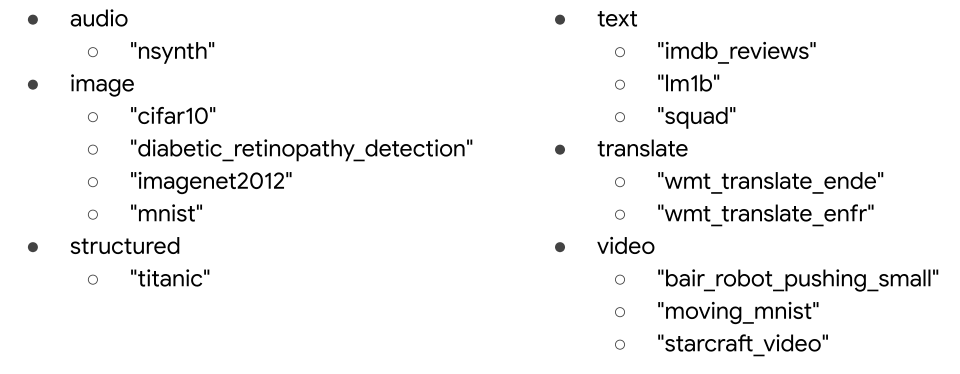 ● audio
○ "nsynth"
● image
○ "cifar10"
○ "diabetic_retinopathy_detection"
○ "imagenet2012"
○ "mnist"
● structured
○ "titanic"
● text
○ "imdb_reviews"
○ "lm1b"
○ "squad"
● translate
○ "wmt_translate_ende"
○ "wmt_translate_enfr"
● video
○ "bair_robot_pushing_small"
○ "moving_mnist"
○ "starcraft_video"